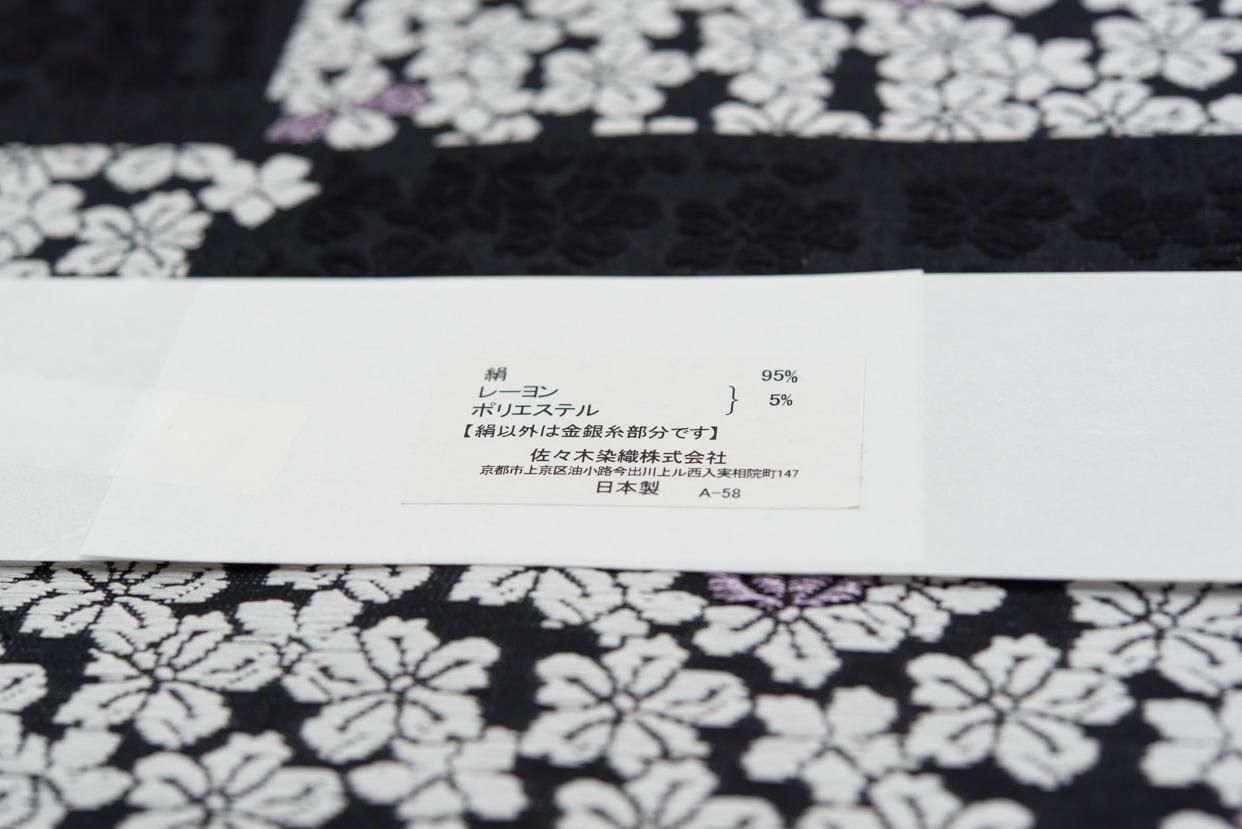 絹 95%
レーヨン
ポリエステル } 5%
【絹以外は金銀糸部分です】
佐々木染織株式会社
京都市上京区油小路今出川上ル西入実相院町147
日本製 A-58